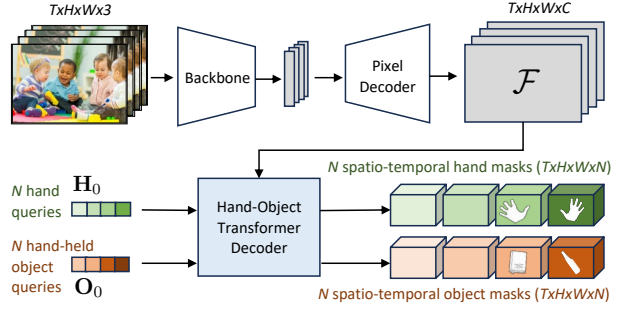 TxHxWx3
TxHxWxC
Backbone
Pixel
Decoder
F
N spatio-temporal hand masks (TxHxWxN)
N hand
queries
H0
Hand-Object
Transformer
Decoder
N hand-held
object
queries
O0
N spatio-temporal object masks (TxHxWxN)